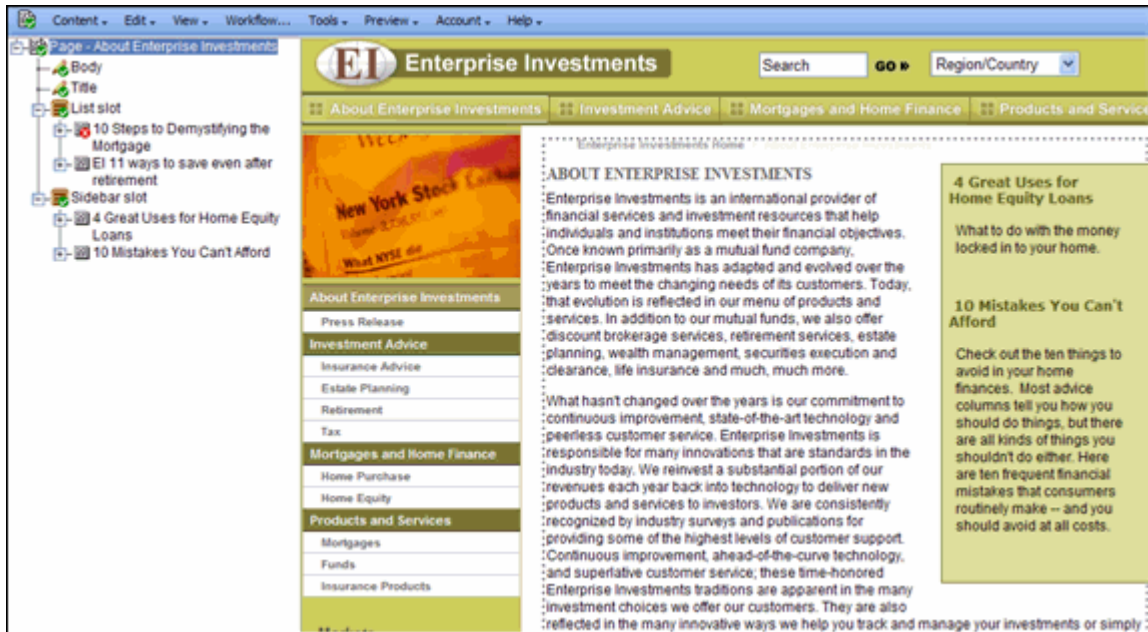 Content Edit View Workflow... Tools Preview Account Help
Page - About Enterprise Investments
Body
Title
List slot
10 Steps to Demystifying the
Mortgage
EI 11 ways to save even after
retirement
Sidebar slot
4 Great Uses for Home Equity
Loans
10 Mistakes You Can't Afford
EI Enterprise Investments
Search GO Region/Country
About Enterprise Investments Investment Advice Mortgages and Home Finance Products and Service
New York Stock Exchan
What NYSE die
About Enterprise Investments
Press Release
Investment Advice
Insurance Advice
Estate Planning
Retirement
Tax
Mortgages and Home Finance
Home Purchase
Home Equity
Products and Services
Mortgages
Funds
Insurance Products
Markets
Enterprise Investments Home About Enterprise Investments
ABOUT ENTERPRISE INVESTMENTS
Enterprise Investments is an international provider of
financial services and investment resources that help
individuals and institutions meet their financial objectives.
Once known primarily as a mutual fund company,
Enterprise Investments has adapted and evolved over the
years to meet the changing needs of its customers. Today,
that evolution is reflected in our menu of products and
services. In addition to our mutual funds, we also offer
discount brokerage services, retirement services, estate
planning, wealth management, securities execution and
clearance, life insurance and much, much more.
What hasn't changed over the years is our commitment to
continuous improvement, state-of-the-art technology and
peerless customer service. Enterprise Investments is
responsible for many innovations that are standards in the
industry today. We reinvest a substantial portion of our
revenues each year back into technology to deliver new
products and services to investors. We are consistently
recognized by industry surveys and publications for
providing some of the highest levels of customer support.
Continuous improvement, ahead-of-the-curve technology,
and superlative customer service; these time-honored
Enterprise Investments traditions are apparent in the many
investment choices we offer our customers. They are also
reflected in the many innovative ways we help you track and manage your investments or simply
4 Great Uses for
Home Equity Loans
What to do with the money
locked in to your home.
10 Mistakes You Can't
Afford
Check out the ten things to
avoid in your home
finances. Most advice
columns tell you how you
should do things, but there
are all kinds of things you
shouldn't do either. Here
are ten frequent financial
mistakes that consumers
routinely make -- and you
should avoid at all costs.